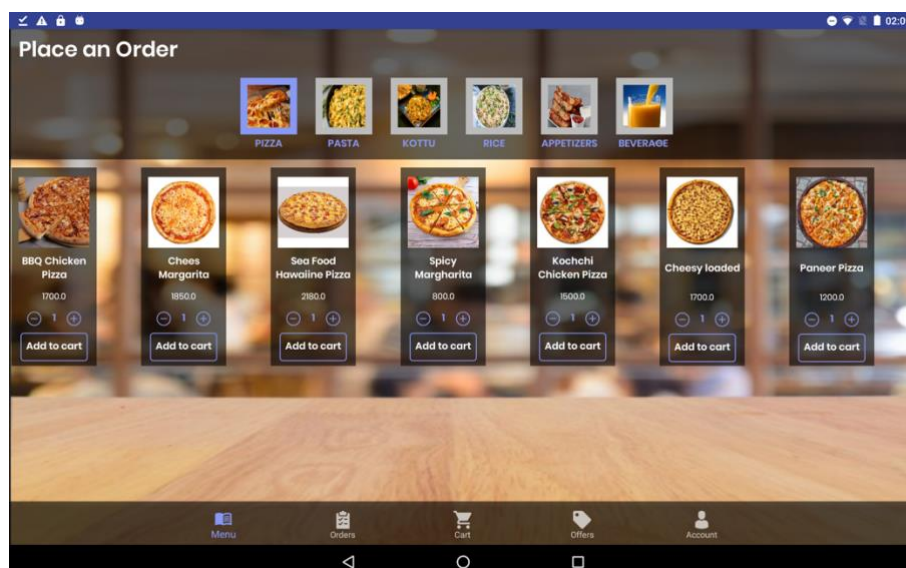 02:0
Place an Order
PIZZA
PASTA
KOTTU
RICE
APPETIZERS
BEVERAGE
BBQ Chicken
Pizza
1700.0
1
Add to cart
Chees
Margarita
1850.0
1
Add to cart
Sea Food
Hawaiine Pizza
2180.0
1
Add to cart
Spicy
Margharita
800.0
1
Add to cart
Kochchi
Chicken Pizza
1500.0
1
Add to cart
Cheesy loaded
1700.0
1
Add to cart
Paneer Pizza
1200.0
1
Add to cart
Menu
Orders
Cart
Offers
Account